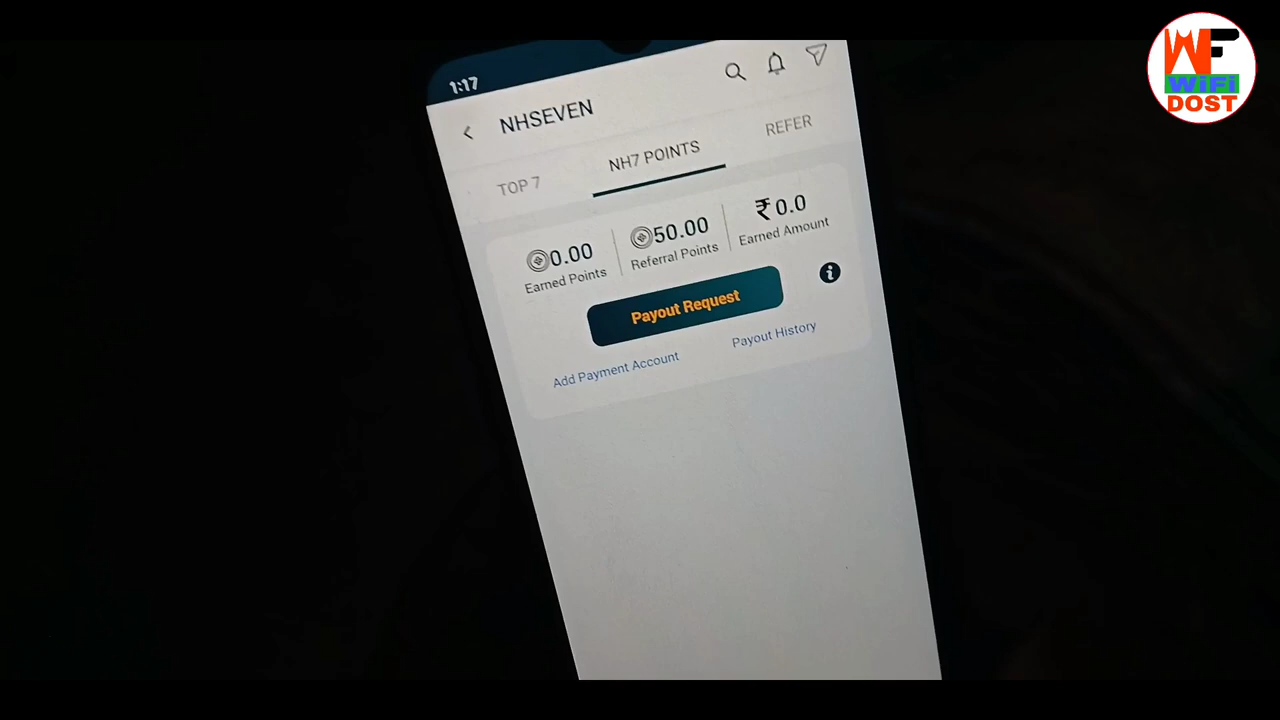 WF
WiFi
DOST
1:17
NHSEVEN
TOP 7
NH7 POINTS
REFER
0.00
Earned Points
50.00
Referral Points
₹0.0
Earned Amount
Payout Request
i
Add Payment Account
Payout History